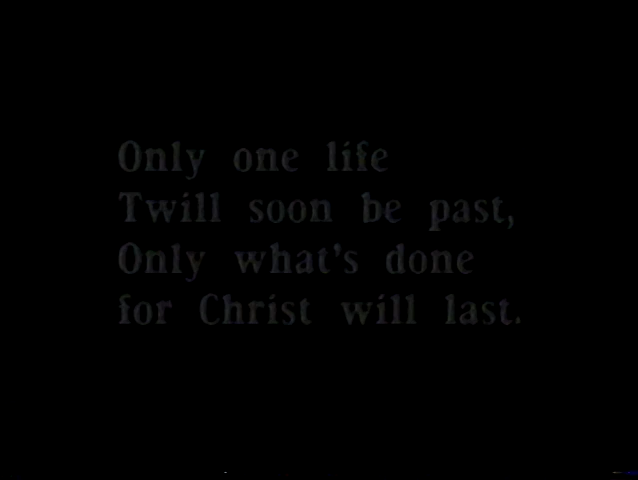 Only one life
Twill soon be past,
Only what's done
for Christ will last.